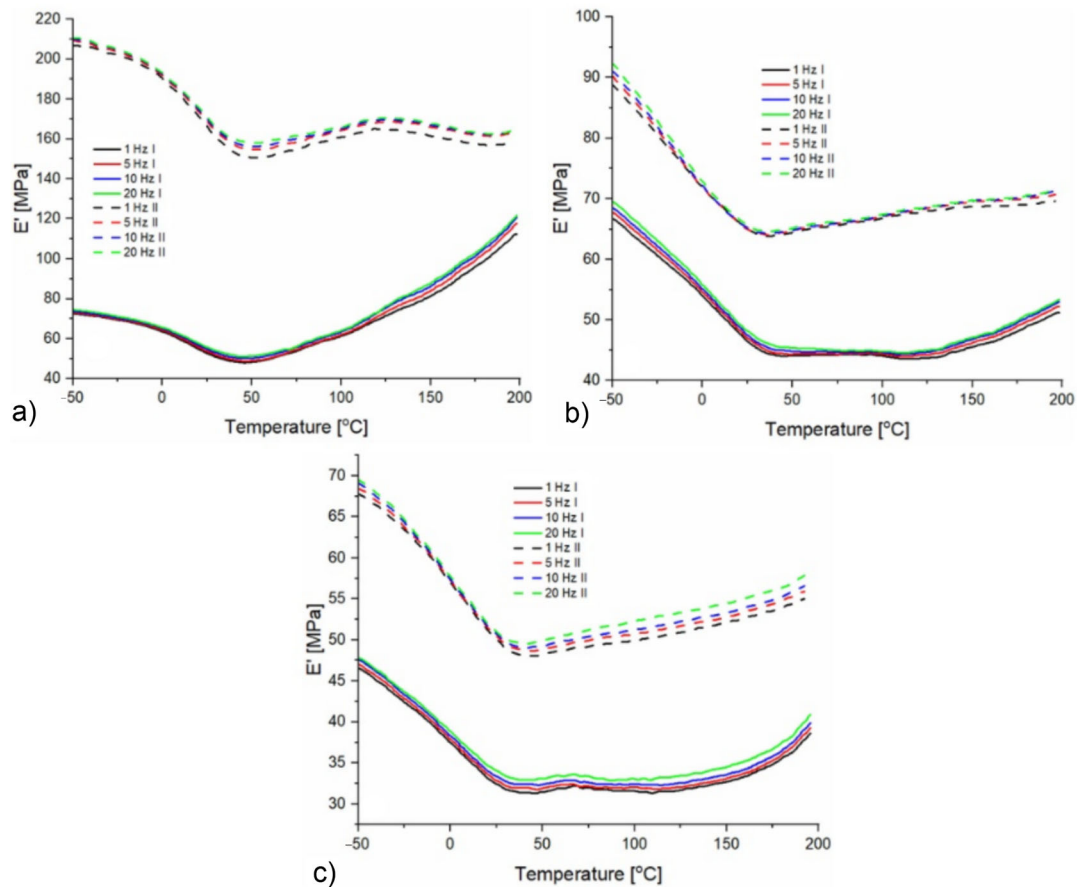 220
200
180
160
140
120
100
80
60
40
E' [MPa]
1 Hz I
5 Hz I
10 Hz I
20 Hz I
1 Hz II
5 Hz II
10 Hz II
20 Hz II
−50 0 50 100 150 200
Temperature [°C]
a)
100
90
80
70
60
50
40
E' [MPa]
1 Hz I
5 Hz I
10 Hz I
20 Hz I
1 Hz II
5 Hz II
10 Hz II
20 Hz II
−50 0 50 100 150 200
Temperature [°C]
b)
70
65
60
55
50
45
40
35
30
E' [MPa]
1 Hz I
5 Hz I
10 Hz I
20 Hz I
1 Hz II
5 Hz II
10 Hz II
20 Hz II
−50 0 50 100 150 200
Temperature [°C]
c)